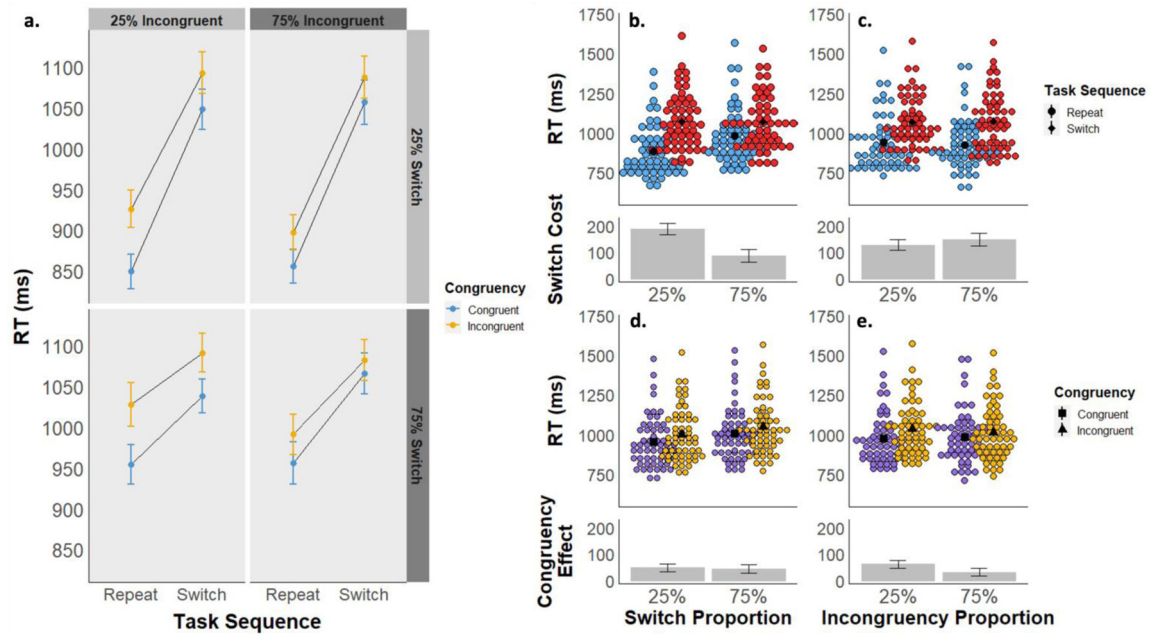 a.
25% Incongruent
75% Incongruent
RT (ms)
1100
1050
1000
950
900
850
25% Switch
1100
1050
1000
950
900
850
75% Switch
Repeat
Switch
Repeat
Switch
Task Sequence
Congruency
Congruent
Incongruent
b.
RT (ms)
1750
1500
1250
1000
750
Switch Cost
200
100
0
25%
75%
c.
1750
1500
1250
1000
750
200
100
0
25%
75%
Task Sequence
Repeat
Switch
d.
RT (ms)
1750
1500
1250
1000
750
Congruency
Effect
200
100
0
25%
75%
Switch Proportion
e.
1750
1500
1250
1000
750
200
100
0
25%
75%
Incongruency Proportion
Congruency
Congruent
Incongruent